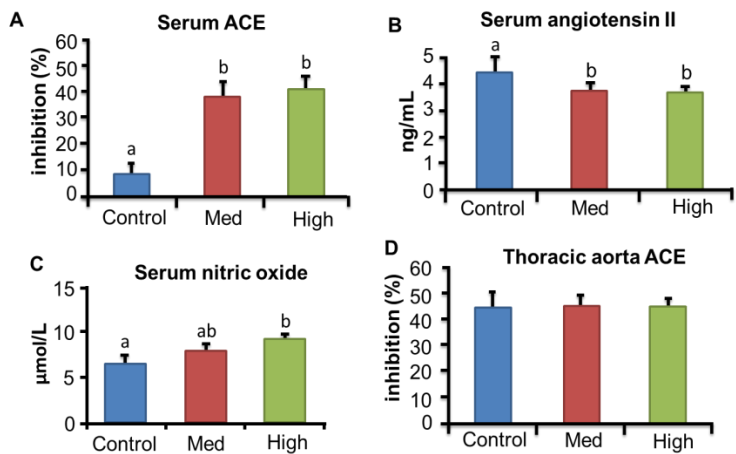 A
Serum ACE
inhibition (%)
60
50
40
30
20
10
0
a
b
b
Control
Med
High
B
Serum angiotensin II
ng/mL
5
4
3
2
1
0
a
b
b
Control
Med
High
C
Serum nitric oxide
µmol/L
15
10
5
0
a
ab
b
Control
Med
High
D
Thoracic aorta ACE
inhibition (%)
60
50
40
30
20
10
0
Control
Med
High